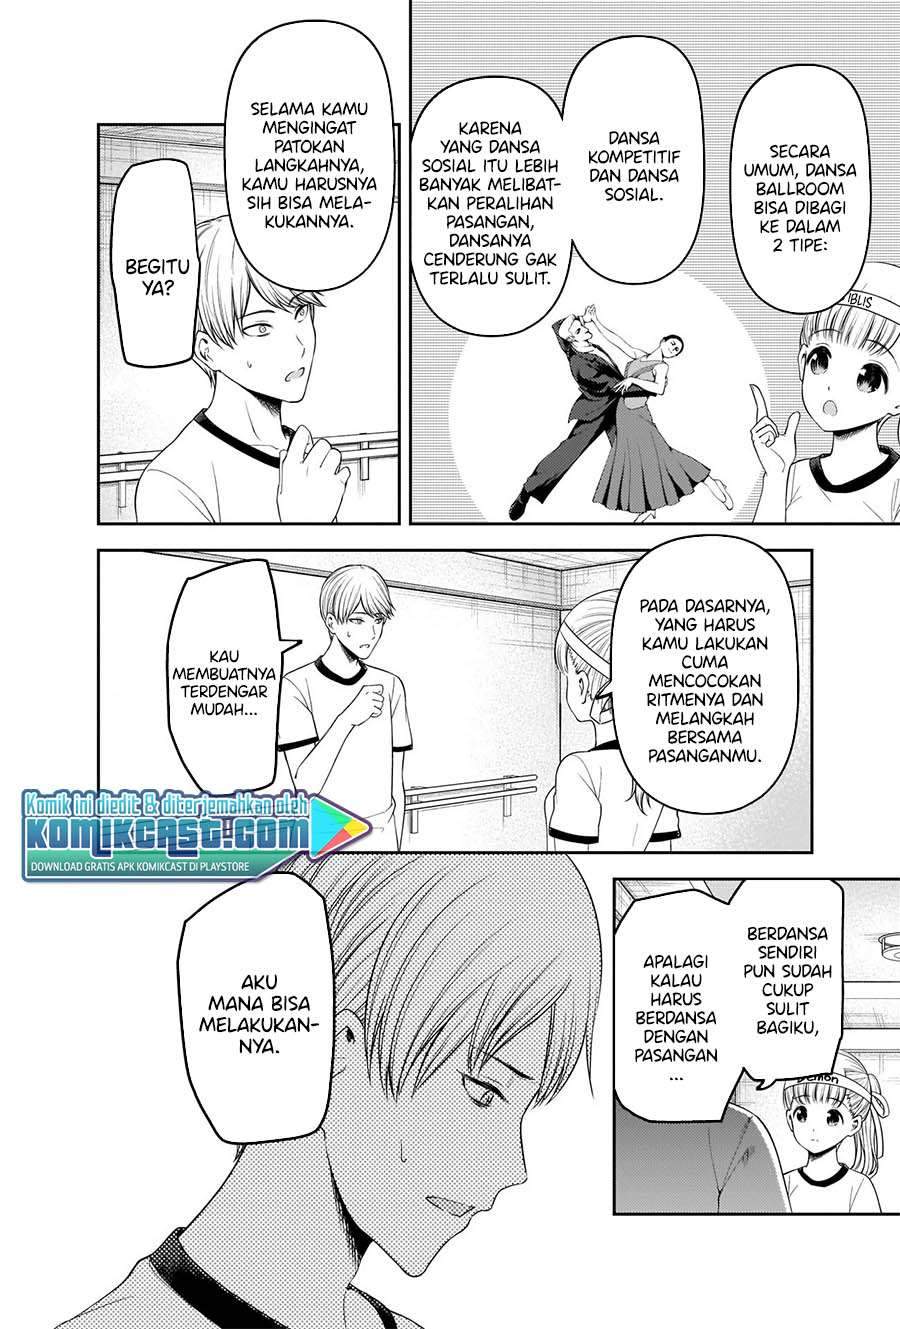 SECARA
UMUM, DANSA
BALLROOM
BISA DIBAGI
KE DALAM
2 TIPE:
DANSA
KOMPETITIF
DAN DANSA
SOSIAL.
KARENA
YANG DANSA
SOSIAL ITU LEBIH
BANYAK MELIBAT-
KAN PERALIHAN
PASANGAN,
DANSANYA
CENDERUNG GAK
TERLALU SULIT.
IBLIS
SELAMA KAMU
MENGINGAT
PATOKAN
LANGKAHNYA,
KAMU HARUSNYA
SIH BISA MELA-
KUKANNYA.
BEGITU
YA?
PADA DASARNYA,
YANG HARUS
KAMU LAKUKAN
CUMA
MENCOCOKAN
RITMENYA DAN
MELANGKAH
BERSAMA
PASANGANMU.
KAU
MEMBUATNYA
TERDENGAR
MUDAH...
Komik ini diedit & diterjemahkan oleh
KOMIKCAST.COM
DOWNLOAD GRATIS APK KOMIKCAST DI PLAYSTORE
BERDANSA
SENDIRI
PUN SUDAH
CUKUP
SULIT
BAGIKU,
APALAGI
KALAU
HARUS
BERDANSA
DENGAN
PASANGAN
...
Demon
AKU
MANA BISA
MELAKUKAN-
NYA.